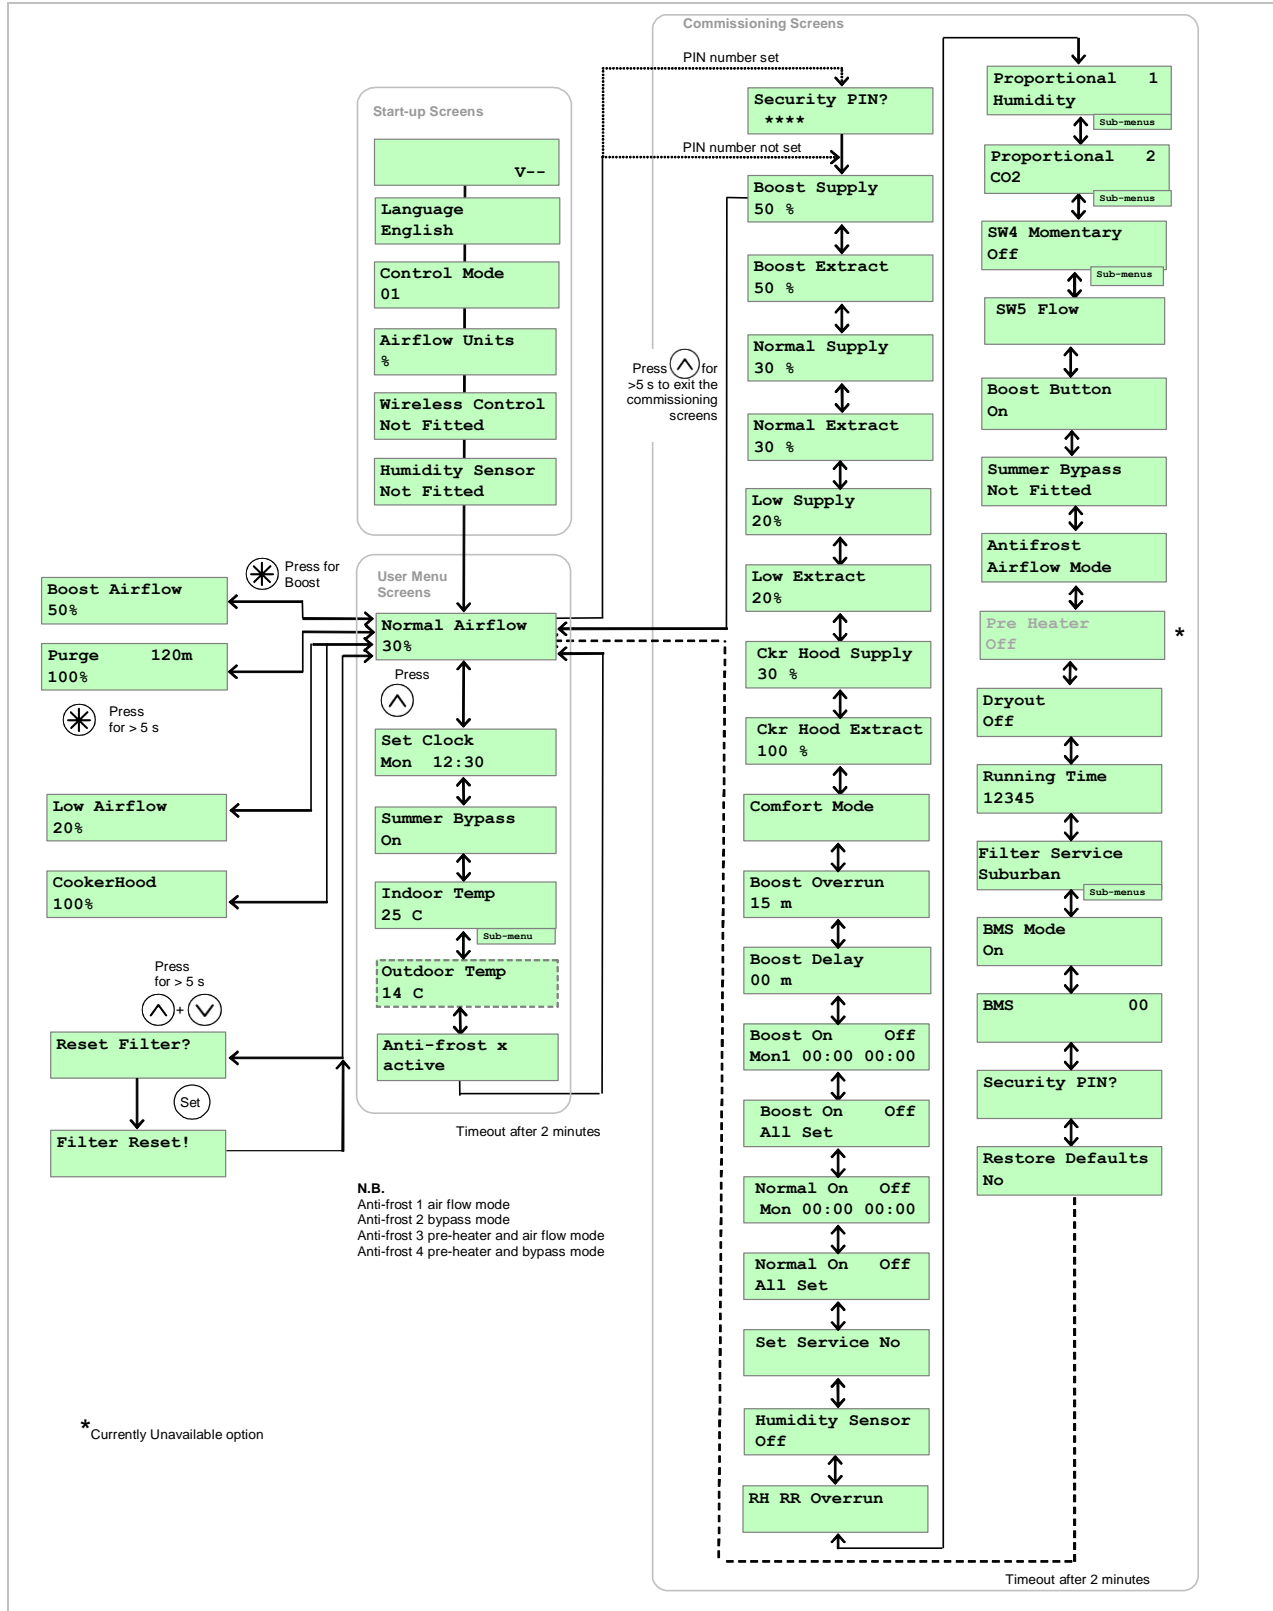 Commissioning Screens
PIN number set
Security PIN?
****
PIN number not set
Start-up Screens
V--
Language
English
Control Mode
01
Airflow Units
%
Wireless Control
Not Fitted
Humidity Sensor
Not Fitted
User Menu
Screens
Normal Airflow
30%
Press
Set Clock
Mon 12:30
Summer Bypass
On
Indoor Temp
25 C
Sub-menu
Outdoor Temp
14 C
Anti-frost x
active
Timeout after 2 minutes
Press for
Boost
Boost Airflow
50%
Purge 120m
100%
Press
for > 5 s
Low Airflow
20%
CookerHood
100%
Press
for > 5 s
+
Reset Filter?
Set
Filter Reset!
N.B.
Anti-frost 1 air flow mode
Anti-frost 2 bypass mode
Anti-frost 3 pre-heater and air flow mode
Anti-frost 4 pre-heater and bypass mode
*Currently Unavailable option
Press for
>5 s to exit the
commissioning
screens
Boost Supply
50 %
Boost Extract
50 %
Normal Supply
30 %
Normal Extract
30 %
Low Supply
20%
Low Extract
20%
Ckr Hood Supply
30 %
Ckr Hood Extract
100 %
Comfort Mode
Boost Overrun
15 m
Boost Delay
00 m
Boost On Off
Mon1 00:00 00:00
Boost On Off
All Set
Normal On Off
Mon 00:00 00:00
Normal On Off
All Set
Set Service No
Humidity Sensor
Off
RH RR Overrun
Proportional 1
Humidity
Sub-menus
Proportional 2
CO2
Sub-menus
SW4 Momentary
Off
Sub-menus
SW5 Flow
Boost Button
On
Summer Bypass
Not Fitted
Antifrost
Airflow Mode
Pre Heater
Off
*
Dryout
Off
Running Time
12345
Filter Service
Suburban
Sub-menus
BMS Mode
On
BMS 00
Security PIN?
Restore Defaults
No
Timeout after 2 minutes